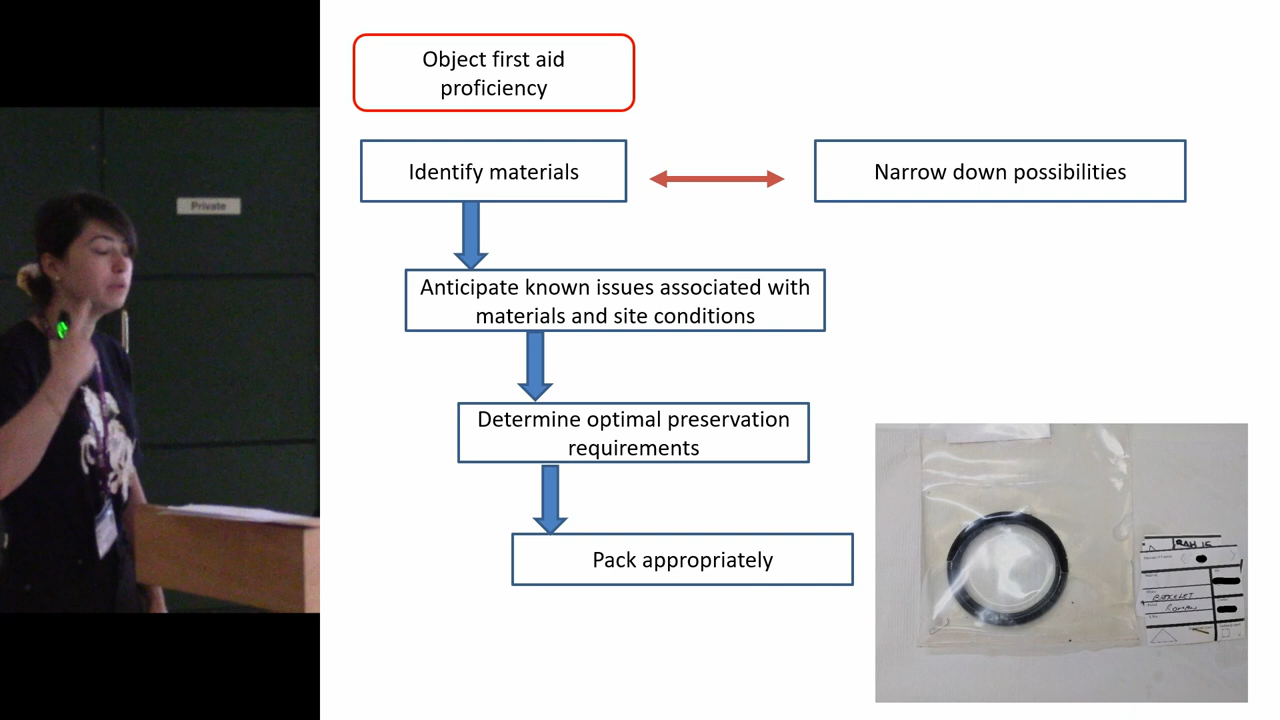 Object first aid
proficiency
Identify materials
Narrow down possibilities
Anticipate known issues associated with
materials and site conditions
Determine optimal preservation
requirements
Pack appropriately
Private